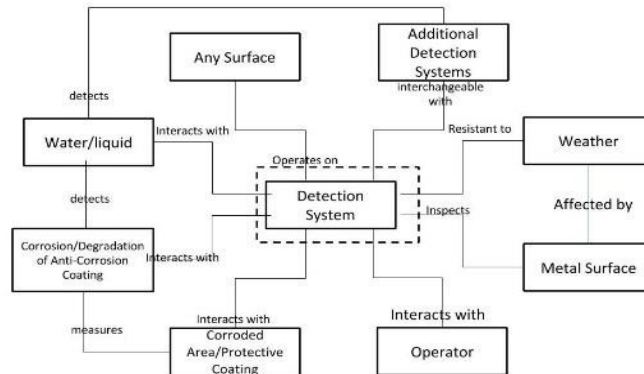 Additional
Detection
Systems
Any Surface
interchangeable
with
detects
Water/liquid
Interacts with
Resistant to
Weather
Operates on
Detection
System
detects
Inspects
Affected by
Corrosion/Degradation
of Anti-Corrosion
Coating
Interacts with
Metal Surface
measures
Interacts with
Interacts with
Corroded
Area/Protective
Coating
Operator